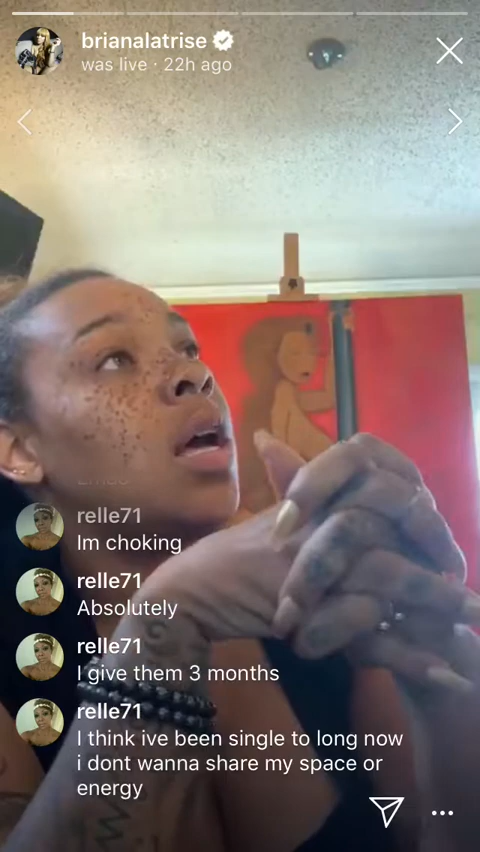 brianalatrise
was live · 22h ago
relle71
Im choking
relle71
Absolutely
relle71
I give them 3 months
relle71
I think ive been single to long now
i dont wanna share my space or
energy